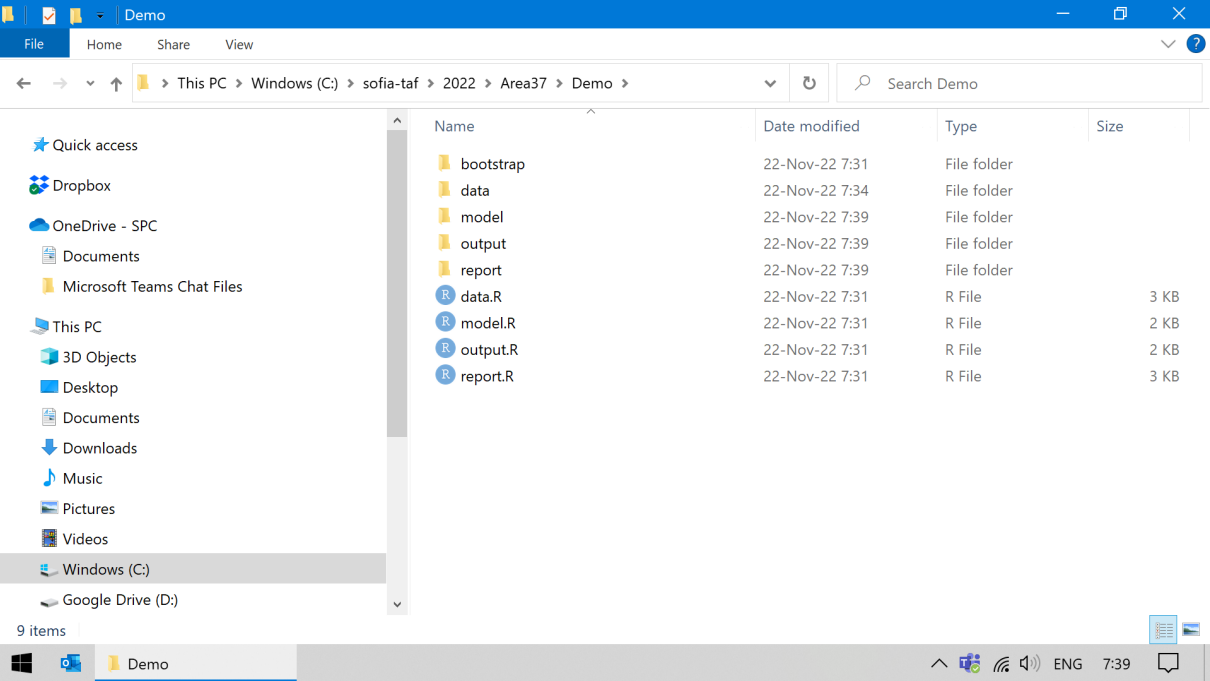 Demo
File Home Share View
This PC Windows (C:) sofia-taf 2022 Area37 Demo
Search Demo
Quick access
Dropbox
OneDrive - SPC
Documents
Microsoft Teams Chat Files
This PC
3D Objects
Desktop
Documents
Downloads
Music
Pictures
Videos
Windows (C:)
Google Drive (D:)
Name Date modified Type Size
bootstrap 22-Nov-22 7:31 File folder
data 22-Nov-22 7:34 File folder
model 22-Nov-22 7:39 File folder
output 22-Nov-22 7:39 File folder
report 22-Nov-22 7:39 File folder
R data.R 22-Nov-22 7:31 R File 3 KB
R model.R 22-Nov-22 7:31 R File 2 KB
R output.R 22-Nov-22 7:31 R File 2 KB
R report.R 22-Nov-22 7:31 R File 3 KB
9 items
Demo ENG 7:39